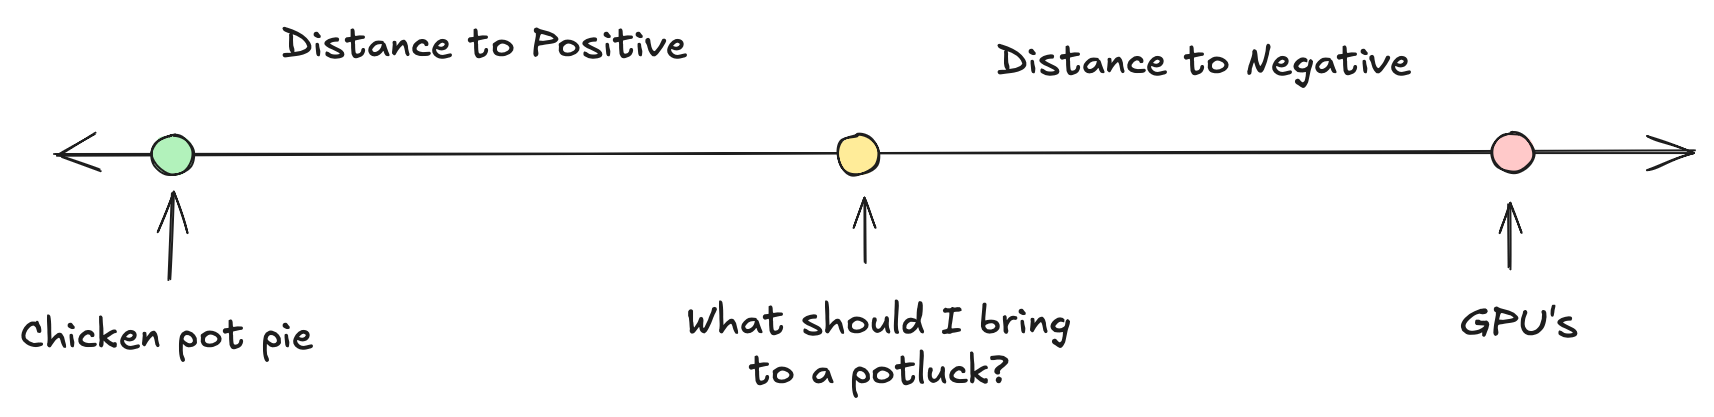 Distance to Positive
Distance to Negative
Chicken pot pie
What should I bring
to a potluck?
GPU's